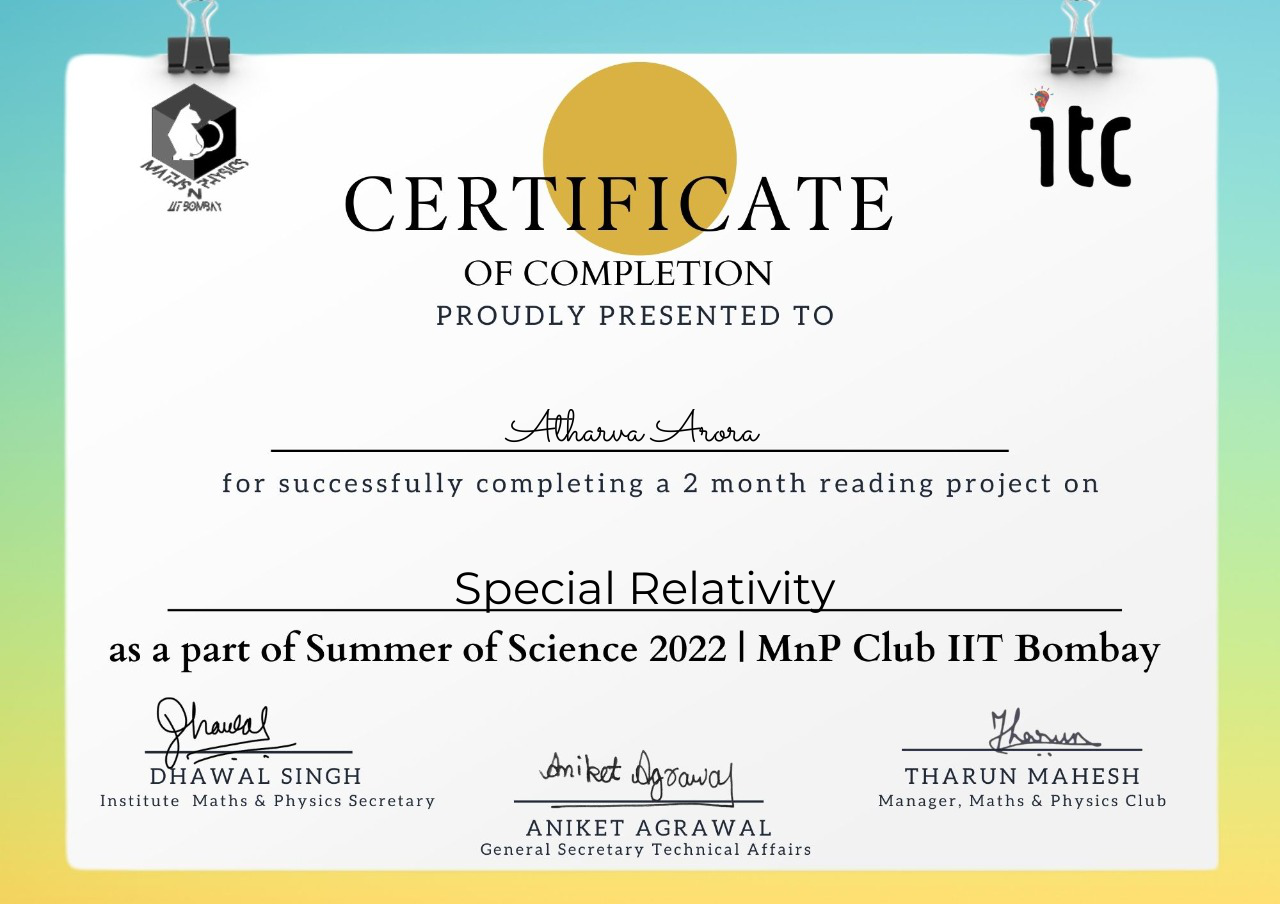 MATHS N PHYSICS
IIT BOMBAY
itc
CERTIFICATE
OF COMPLETION
PROUDLY PRESENTED TO
Atharva Arora
for successfully completing a 2 month reading project on
Special Relativity
as a part of Summer of Science 2022 | MnP Club IIT Bombay
Dhawal
DHAWAL SINGH
Institute Maths & Physics Secretary
Aniket Agrawal
ANIKET AGRAWAL
General Secretary Technical Affairs
Tharun
THARUN MAHESH
Manager, Maths & Physics Club